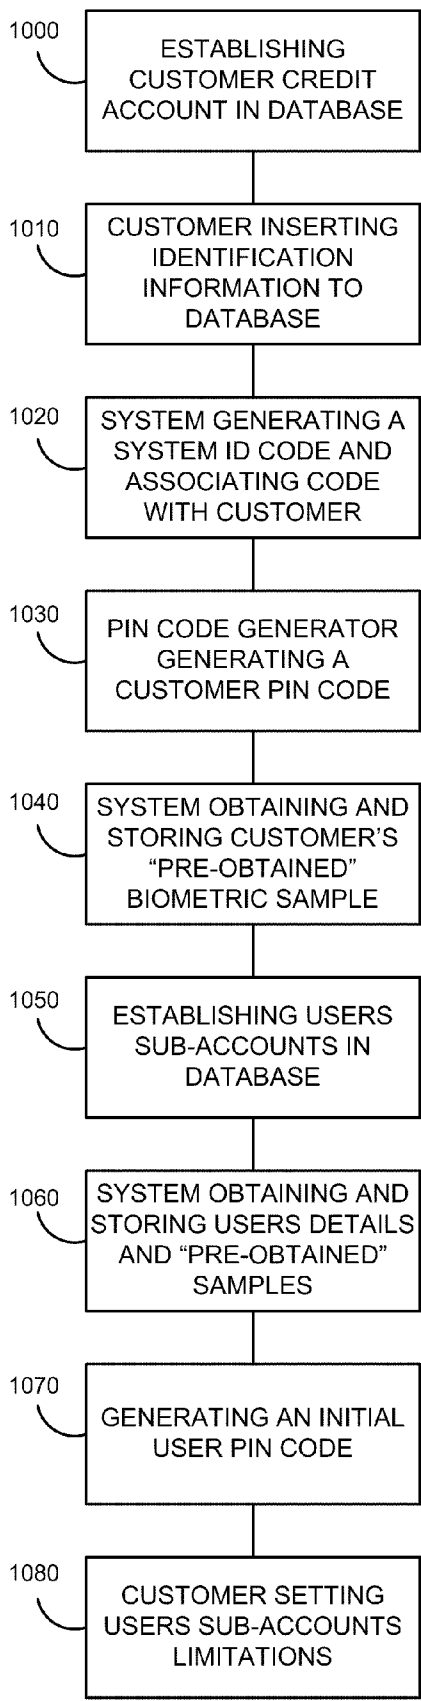 1000
ESTABLISHING
CUSTOMER CREDIT
ACCOUNT IN DATABASE
1010
CUSTOMER INSERTING
IDENTIFICATION
INFORMATION TO
DATABASE
1020
SYSTEM GENERATING A
SYSTEM ID CODE AND
ASSOCIATING CODE
WITH CUSTOMER
1030
PIN CODE GENERATOR
GENERATING A
CUSTOMER PIN CODE
1040
SYSTEM OBTAINING AND
STORING CUSTOMER’S
“PRE-OBTAINED”
BIOMETRIC SAMPLE
1050
ESTABLISHING USERS
SUB-ACCOUNTS IN
DATABASE
1060
SYSTEM OBTAINING AND
STORING USERS DETAILS
AND “PRE-OBTAINED”
SAMPLES
1070
GENERATING AN INITIAL
USER PIN CODE
1080
CUSTOMER SETTING
USERS SUB-ACCOUNTS
LIMITATIONS